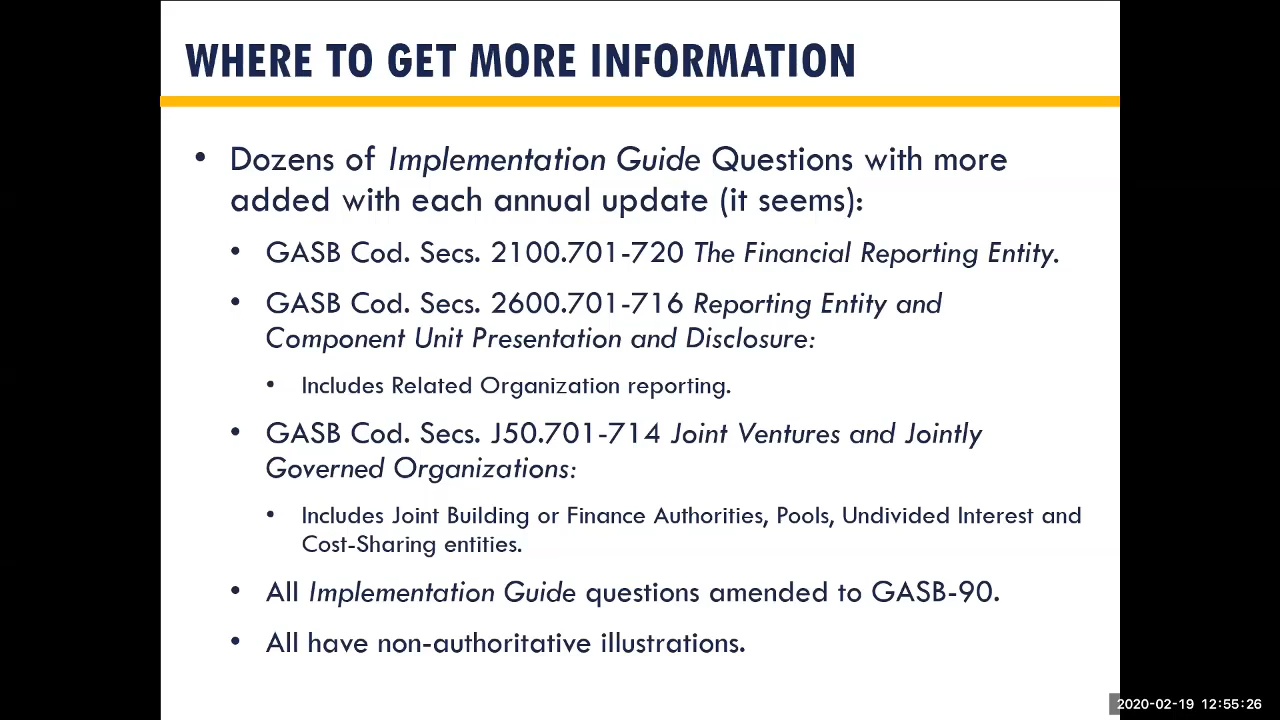 WHERE TO GET MORE INFORMATION
• Dozens of Implementation Guide Questions with more
added with each annual update (it seems):
• GASB Cod. Secs. 2100.701-720 The Financial Reporting Entity.
• GASB Cod. Secs. 2600.701-716 Reporting Entity and
Component Unit Presentation and Disclosure:
• Includes Related Organization reporting.
• GASB Cod. Secs. J50.701-714 Joint Ventures and Jointly
Governed Organizations:
• Includes Joint Building or Finance Authorities, Pools, Undivided Interest and
Cost-Sharing entities.
• All Implementation Guide questions amended to GASB-90.
• All have non-authoritative illustrations.
2020-02-19 12:55:26